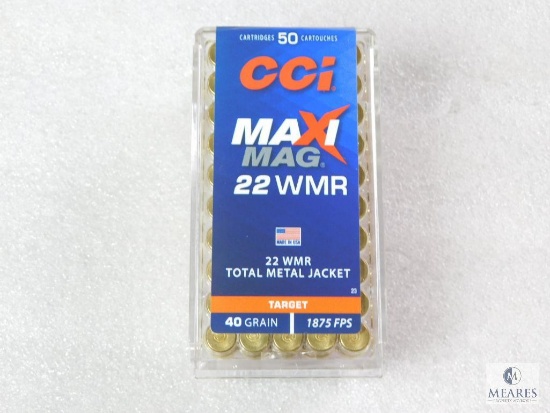 CARTRIDGES 50 CARTOUCHES
CCI
MAXI
MAG®
22 WMR
MADE IN USA
22 WMR
TOTAL METAL JACKET
35
TARGET
40 GRAIN | 1875 FPS
M
MEARES